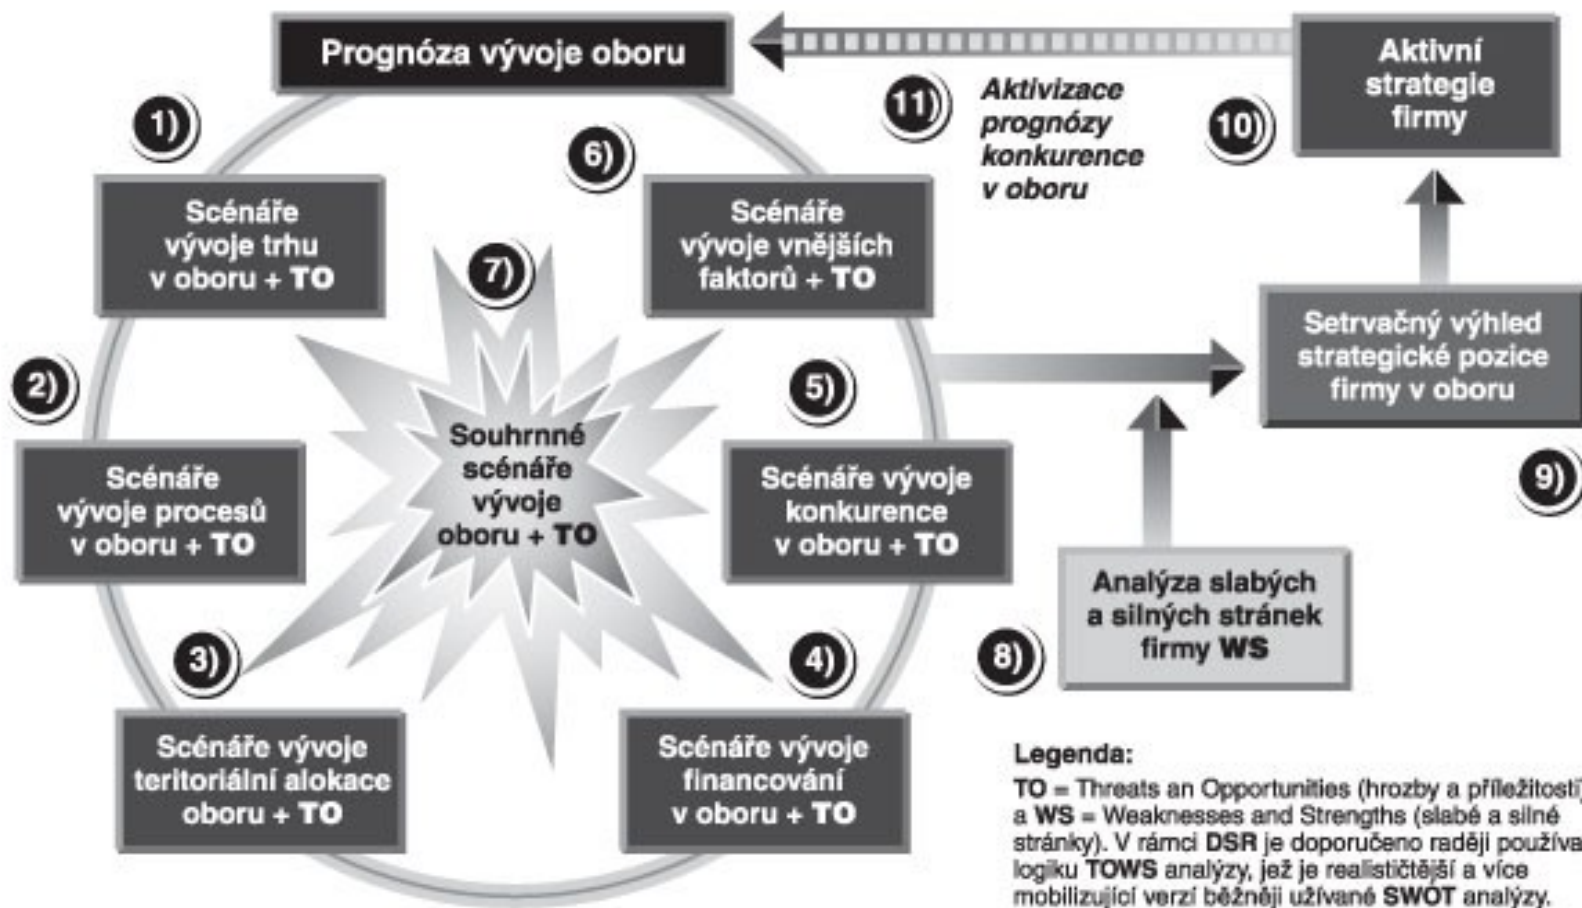 Prognóza vývoje oboru
1)
Scénáře
vývoje trhu
v oboru + TO
2)
Scénáře
vývoje procesů
v oboru + TO
3)
Scénáře vývoje
teritoriální alokace
oboru + TO
4)
Scénáře vývoje
financování
v oboru + TO
5)
Scénáře vývoje
konkurence
v oboru + TO
6)
Scénáře
vývoje vnějších
faktorů + TO
7)
Souhrnné
scénáře
vývoje
oboru + TO
8)
Analýza slabých
a silných stránek
firmy WS
9)
Setrvačný výhled
strategické pozice
firmy v oboru
10)
Aktivní
strategie
firmy
11)
Aktivizace
prognózy
konkurence
v oboru
Legenda:
TO = Threats an Opportunities (hrozby a příležitosti)
a WS = Weaknesses and Strengths (slabé a silné
stránky). V rámci DSR je doporučeno raději používa
logiku TOWS analýzy, jež je realističtější a více
mobilizující verzí běžněji užívané SWOT analýzy.